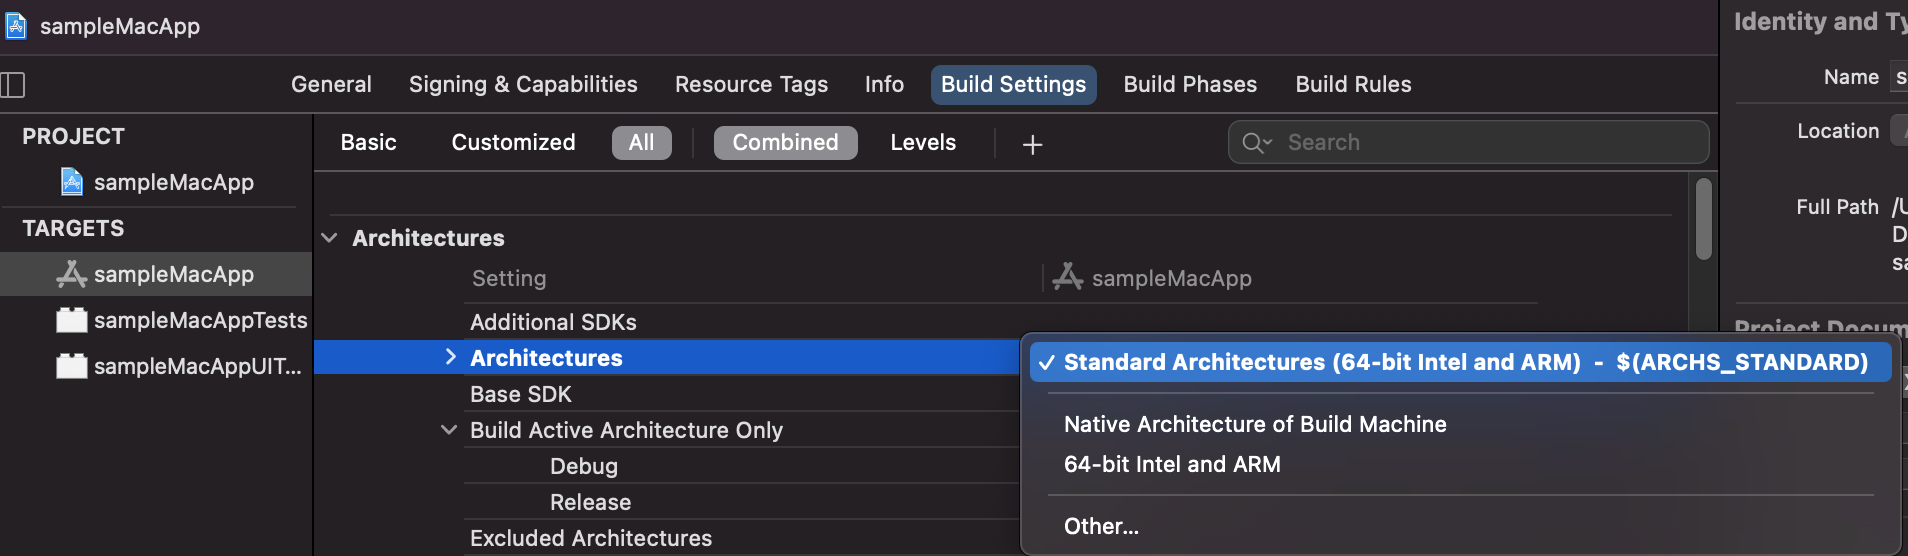 sampleMacApp
General Signing & Capabilities Resource Tags Info Build Settings Build Phases Build Rules
PROJECT
sampleMacApp
TARGETS
sampleMacApp
sampleMacAppTests
sampleMacAppUIT...
Basic Customized All Combined Levels + Search
Architectures
Setting sampleMacApp
Additional SDKs
Architectures
Base SDK
Build Active Architecture Only
Debug
Release
Excluded Architectures
✓ Standard Architectures (64-bit Intel and ARM) - $(ARCHS_STANDARD)
Native Architecture of Build Machine
64-bit Intel and ARM
Other...
Identity and Ty
Name s
Location
Full Path /U
D
sa
Project Docum